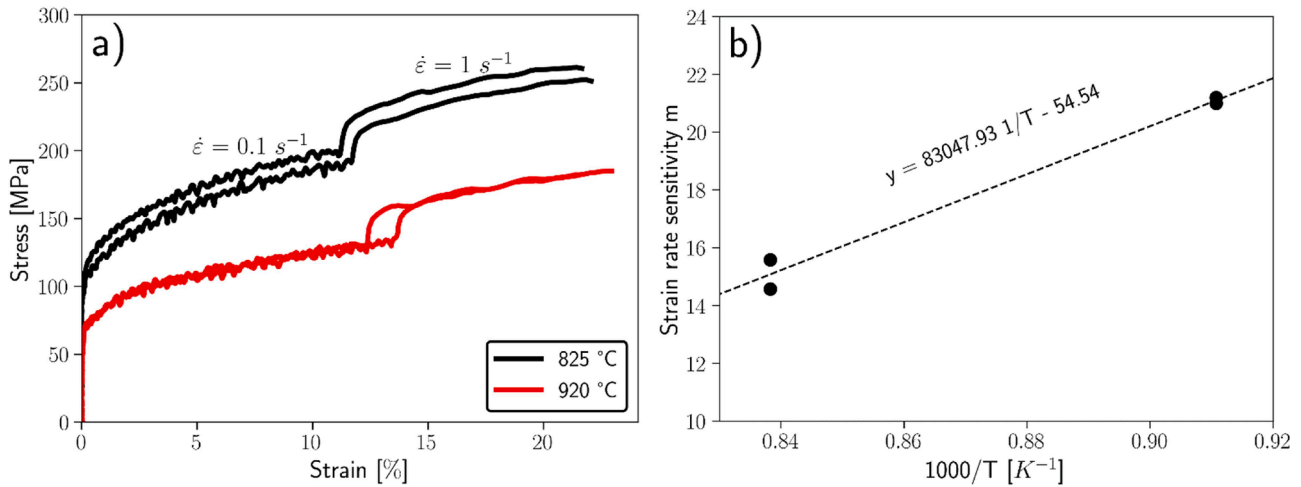 a)
300
250
200
150
100
50
0
Stress [MPa]
ε̇ = 1 s⁻¹
ε̇ = 0.1 s⁻¹
825 °C
920 °C
0 5 10 15 20
Strain [%]
b)
24
22
20
18
16
14
12
10
Strain rate sensitivity m
y = 83047.93 1/T - 54.54
0.84 0.86 0.88 0.90 0.92
1000/T [K⁻¹]